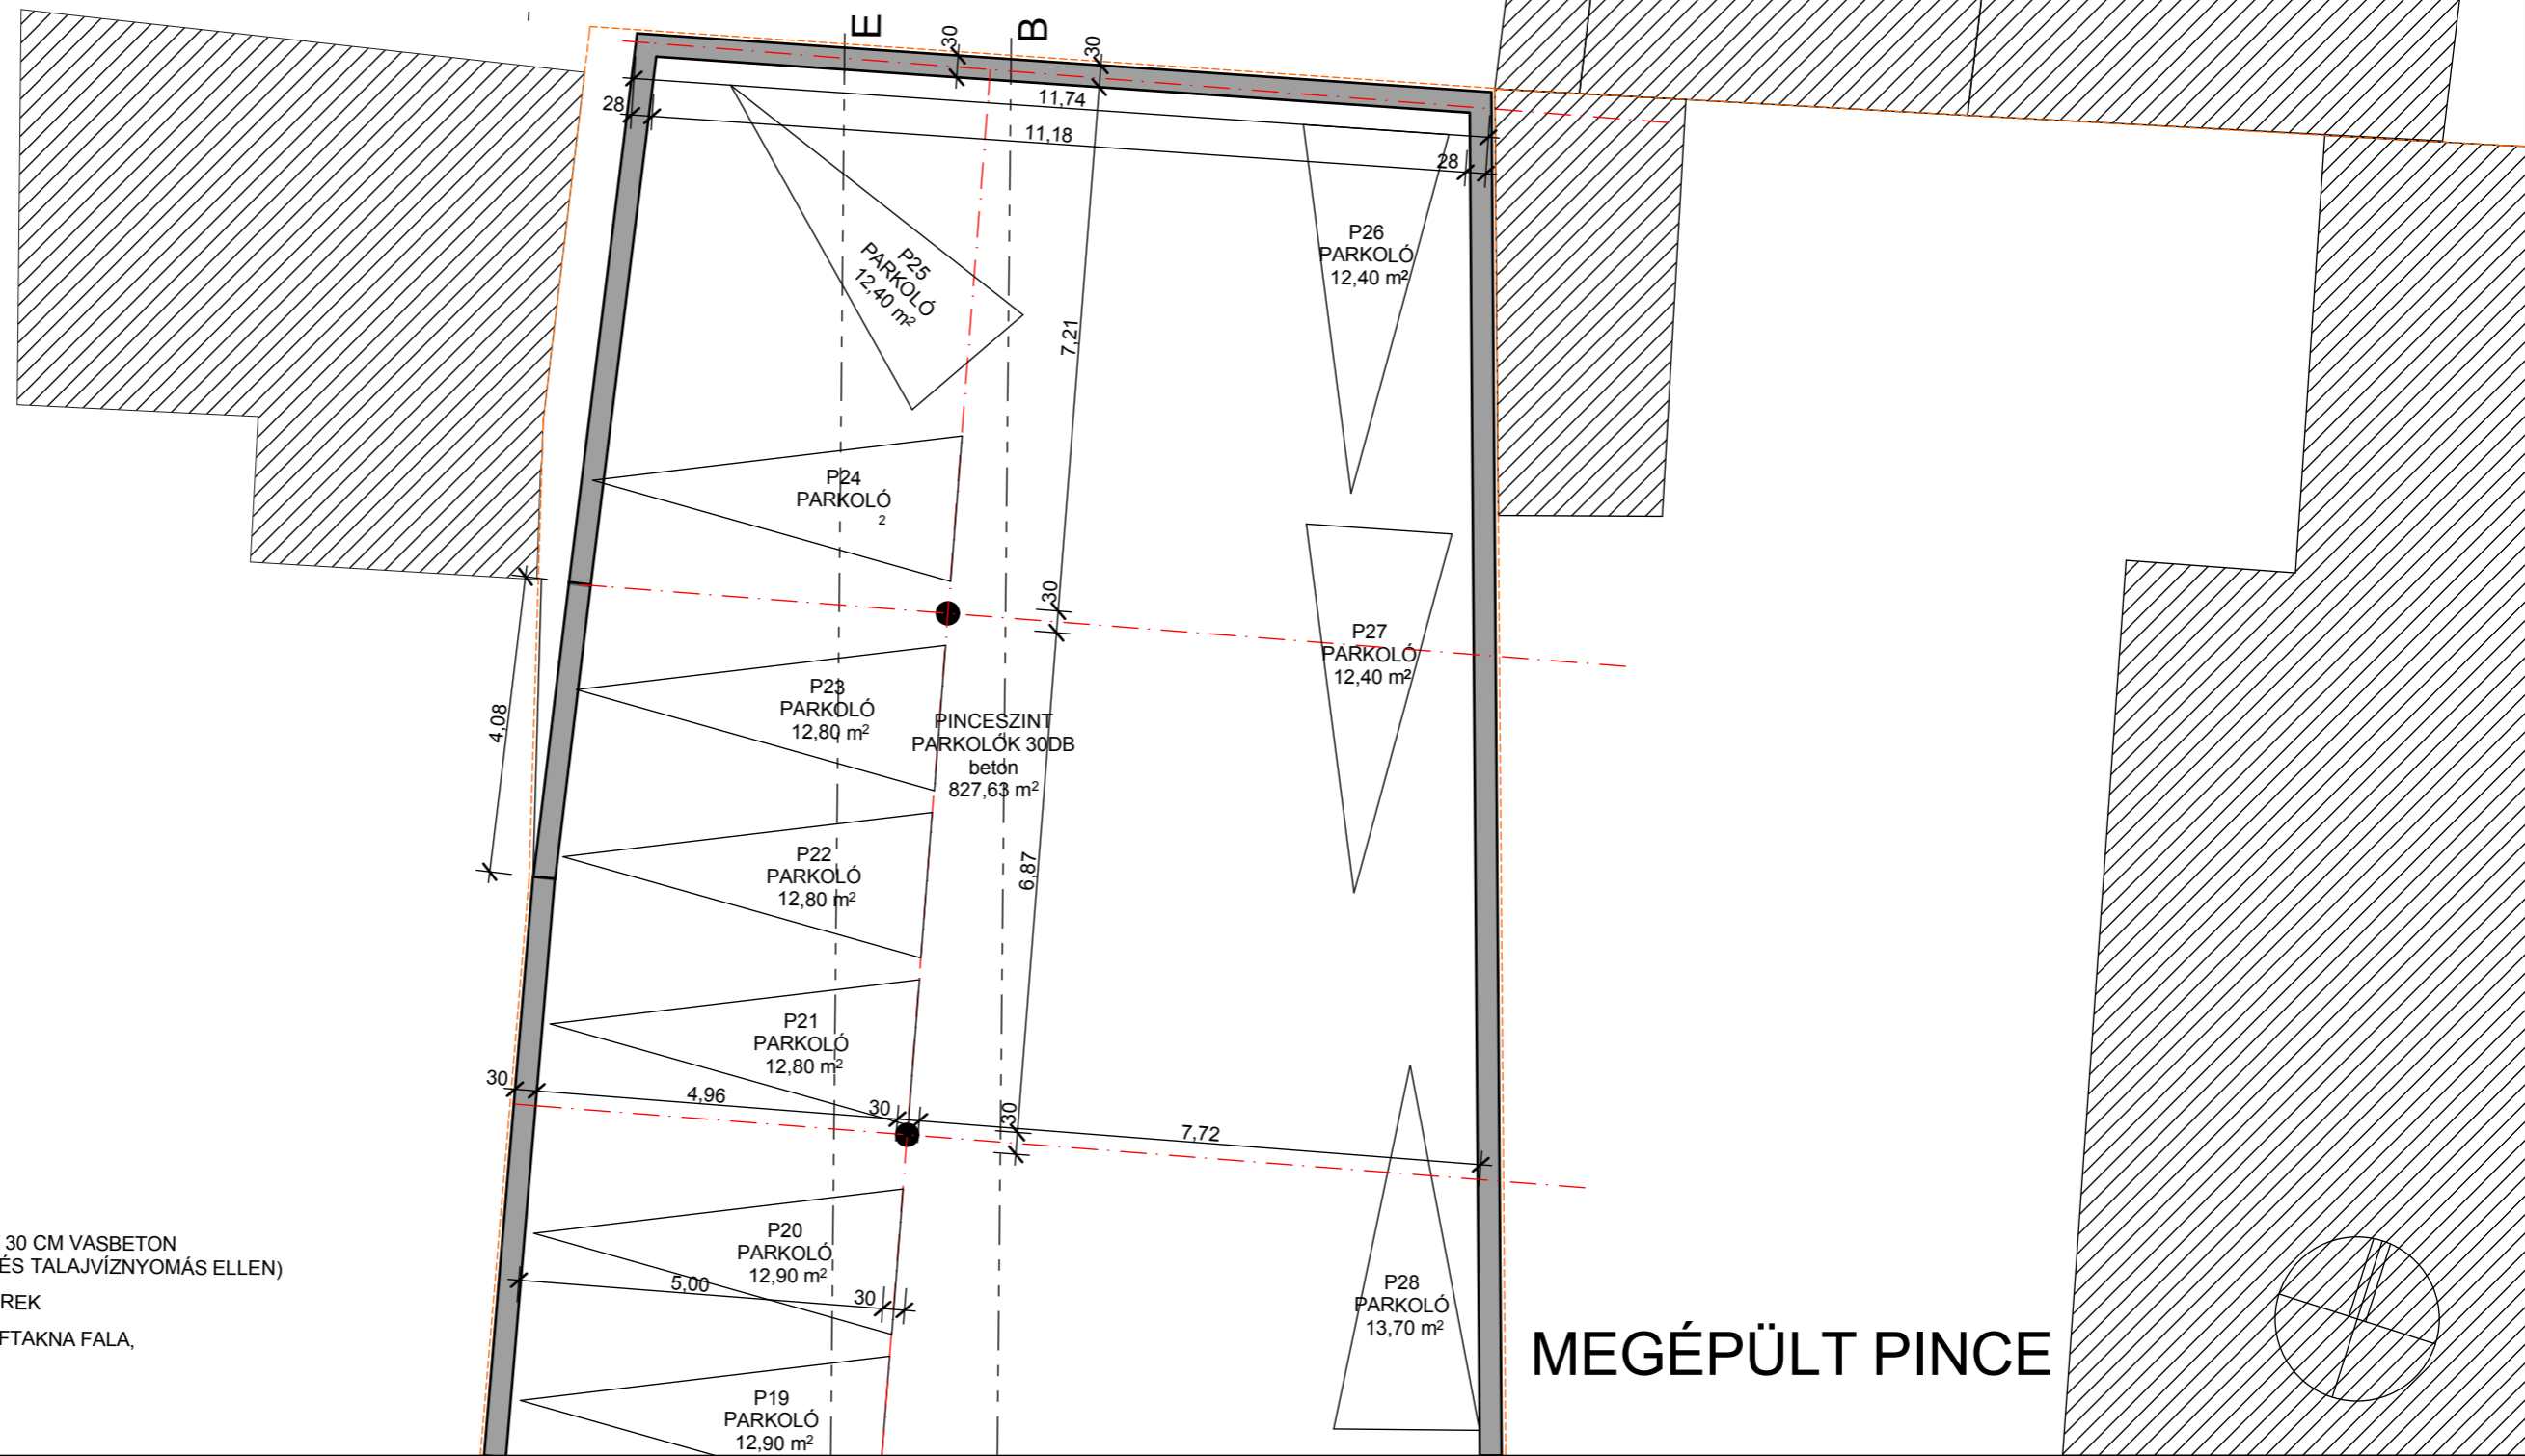 E
B
30
30
28
11,74
11,18
28
P25
PARKOLÓ
12,40 m²
P26
PARKOLÓ
12,40 m²
7,21
P24
PARKOLÓ
2
30
P27
PARKOLÓ
12,40 m²
4,08
P23
PARKOLÓ
12,80 m²
PINCESZINT
PARKOLÓK 30DB
beton
827,63 m²
P22
PARKOLÓ
12,80 m²
6,87
P21
PARKOLÓ
12,80 m²
30
4,96
30
30
7,72
P20
PARKOLÓ
12,90 m²
5,00
30
P28
PARKOLÓ
13,70 m²
30 CM VASBETON
ÉS TALAJVÍZNYOMÁS ELLEN)
REK
FTAKNA FALA,
MEGÉPÜLT PINCE
P19
PARKOLÓ
12,90 m²